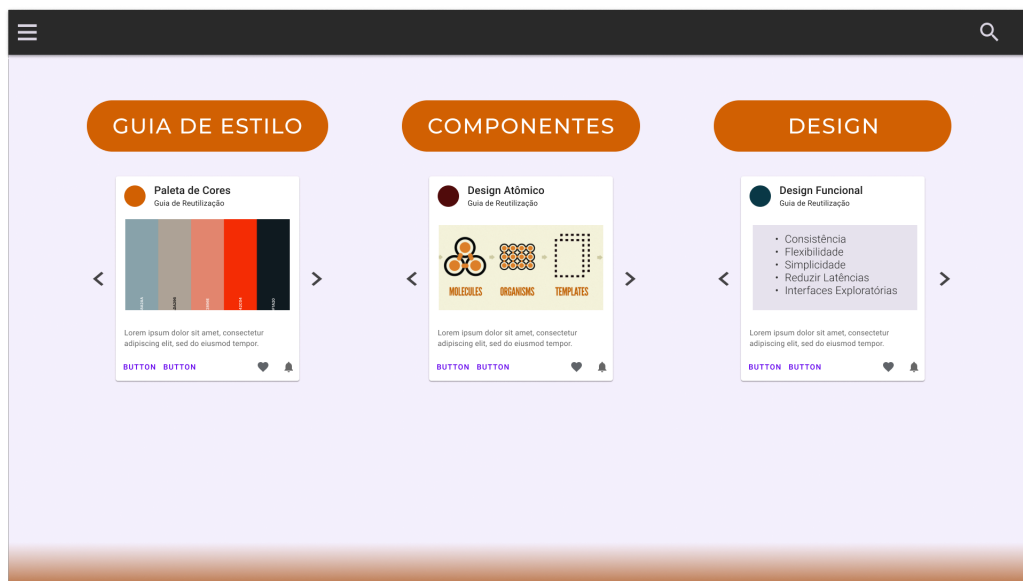 GUIA DE ESTILO
COMPONENTES
DESIGN
Paleta de Cores
Guia de Reutilização
Lorem ipsum dolor sit amet, consectetur
adipiscing elit, sed do eiusmod tempor.
BUTTON BUTTON
Design Atômico
Guia de Reutilização
MOLECULES ORGANISMS TEMPLATES
Lorem ipsum dolor sit amet, consectetur
adipiscing elit, sed do eiusmod tempor.
BUTTON BUTTON
Design Funcional
Guia de Reutilização
• Consistência
• Flexibilidade
• Simplicidade
• Reduzir Latências
• Interfaces Exploratórias
Lorem ipsum dolor sit amet, consectetur
adipiscing elit, sed do eiusmod tempor.
BUTTON BUTTON